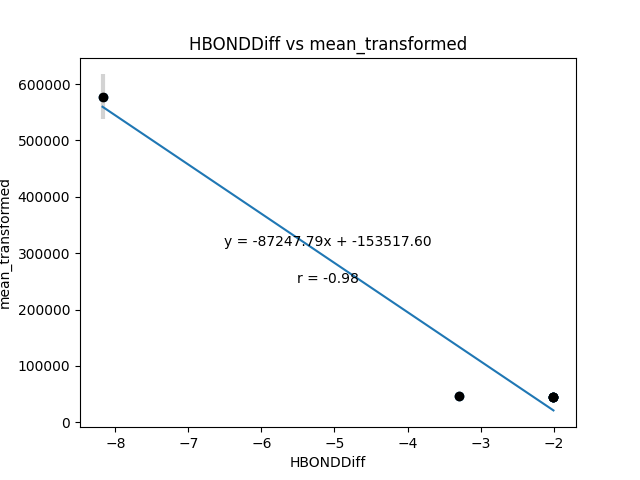 HBONDDiff vs mean_transformed
mean_transformed
600000
500000
400000
300000
200000
100000
0
y = -87247.79x + -153517.60
r = -0.98
−8
−7
−6
−5
−4
−3
−2
HBONDDiff